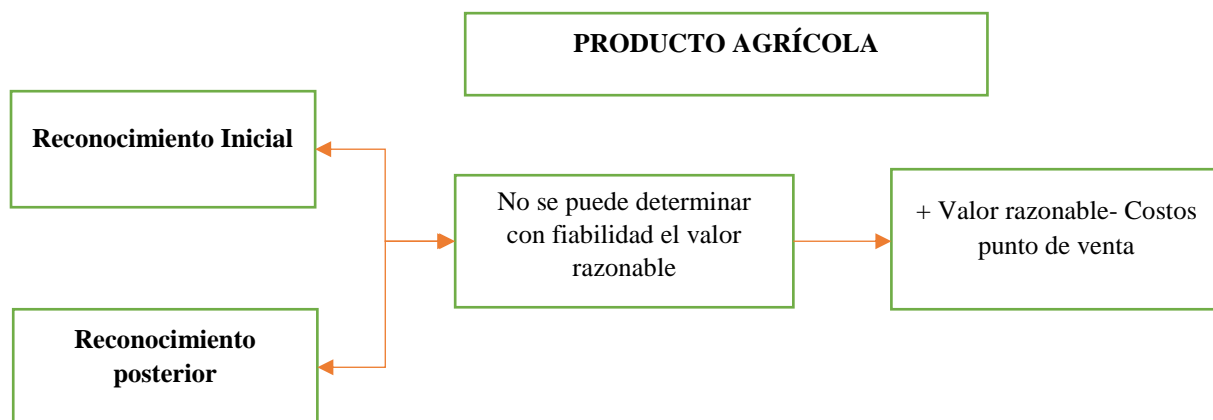 PRODUCTO AGRÍCOLA
Reconocimiento Inicial
No se puede determinar
con fiabilidad el valor
razonable
+ Valor razonable- Costos
punto de venta
Reconocimiento
posterior